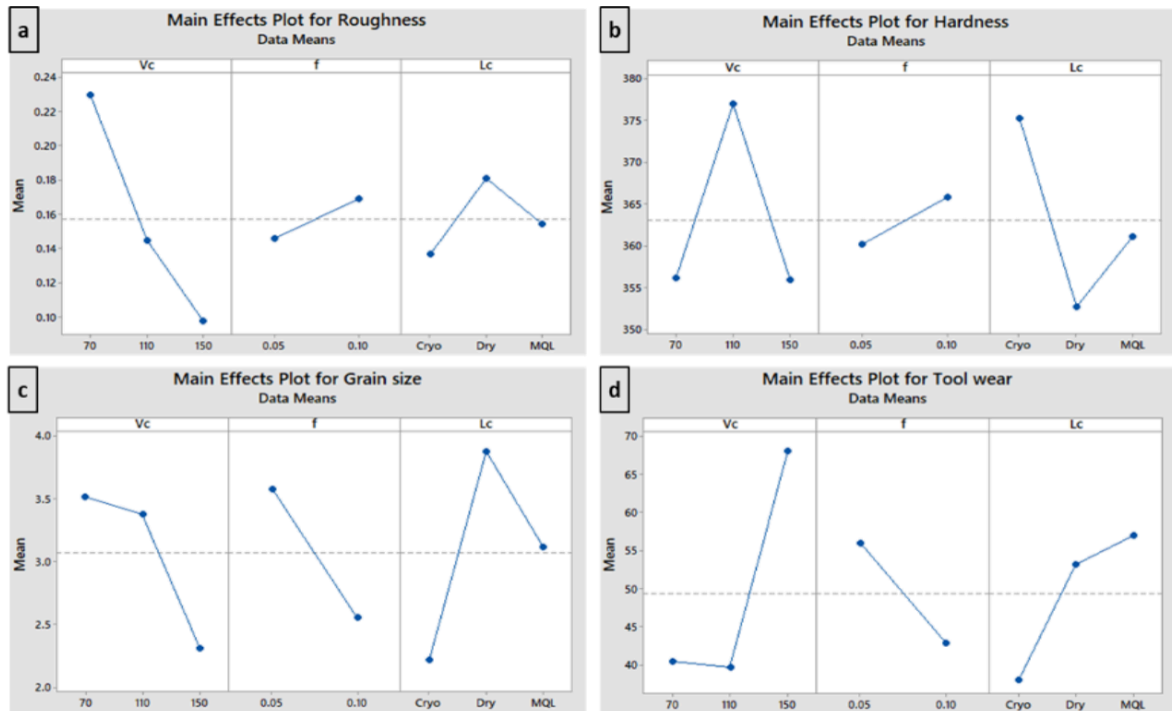 a
Main Effects Plot for Roughness
Data Means
Vc f Lc
Mean
0.24
0.22
0.20
0.18
0.16
0.14
0.12
0.10
70 110 150 0.05 0.10 Cryo Dry MQL
b
Main Effects Plot for Hardness
Data Means
Vc f Lc
Mean
380
375
370
365
360
355
350
70 110 150 0.05 0.10 Cryo Dry MQL
c
Main Effects Plot for Grain size
Data Means
Vc f Lc
Mean
4.0
3.5
3.0
2.5
2.0
70 110 150 0.05 0.10 Cryo Dry MQL
d
Main Effects Plot for Tool wear
Data Means
Vc f Lc
Mean
70
65
60
55
50
45
40
70 110 150 0.05 0.10 Cryo Dry MQL